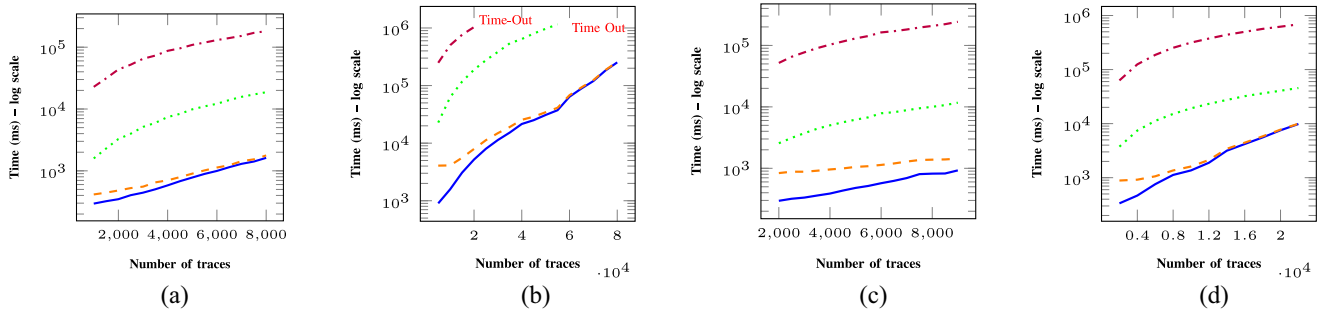 Time (ms) – log scale
10^5
10^4
10^3
2,000 4,000 6,000 8,000
Number of traces
(a)
Time (ms) – log scale
10^6
10^5
10^4
10^3
Time-Out
Time Out
2 4 6 8
·10^4
Number of traces
(b)
Time (ms) – log scale
10^5
10^4
10^3
2,000 4,000 6,000 8,000
Number of traces
(c)
Time (ms) – log scale
10^6
10^5
10^4
10^3
0.4 0.8 1.2 1.6 2
·10^4
Number of traces
(d)